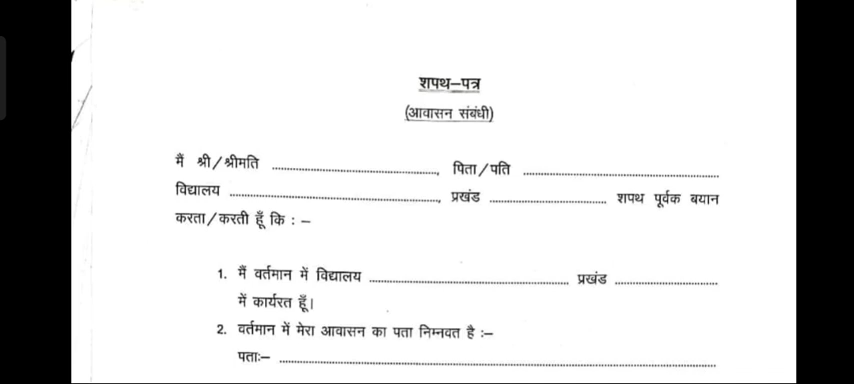 शपथ–पत्र
(आवासन संबंधी)
मैं श्री/श्रीमति ......................................................, पिता/पति ................................................................
विद्यालय ....................................................................., प्रखंड ...................................... शपथ पूर्वक बयान
करता/करती हूँ कि : –
1. मैं वर्तमान में विद्यालय ................................................................. प्रखंड .................................
में कार्यरत हूँ।
2. वर्तमान में मेरा आवासन का पता निम्नवत है :–
पताः– ................................................................................................................................